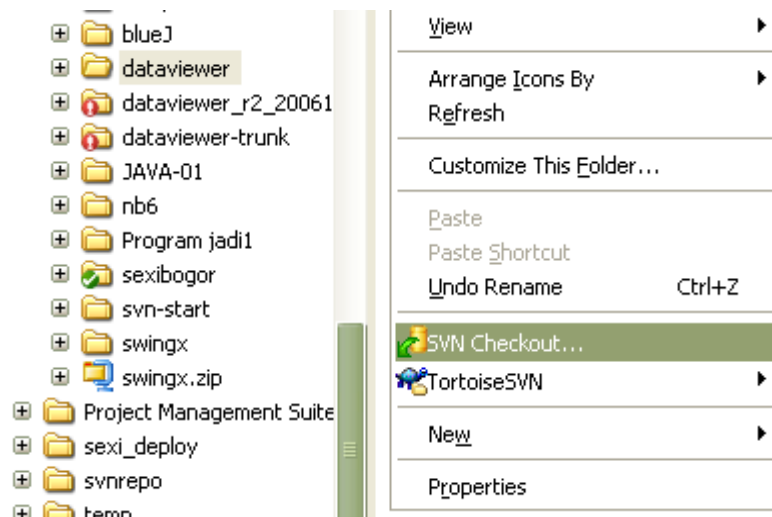 blueJ
dataviewer
dataviewer_r2_20061
dataviewer-trunk
JAVA-01
nb6
Program jadi1
sexibogor
svn-start
swingx
swingx.zip
Project Management Suite
sexi_deploy
svnrepo
temp
View
Arrange Icons By
Refresh
Customize This Folder...
Paste
Paste Shortcut
Undo Rename Ctrl+Z
SVN Checkout...
TortoiseSVN
New
Properties